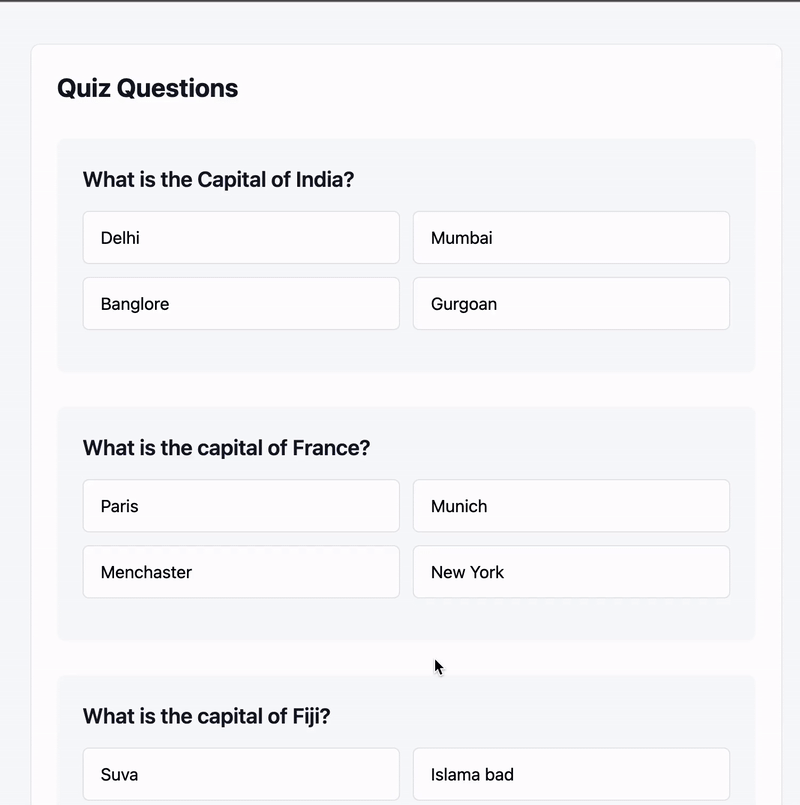 Quiz Questions
What is the Capital of India?
Delhi
Mumbai
Banglore
Gurgoan
What is the capital of France?
Paris
Munich
Menchaster
New York
What is the capital of Fiji?
Suva
Islama bad